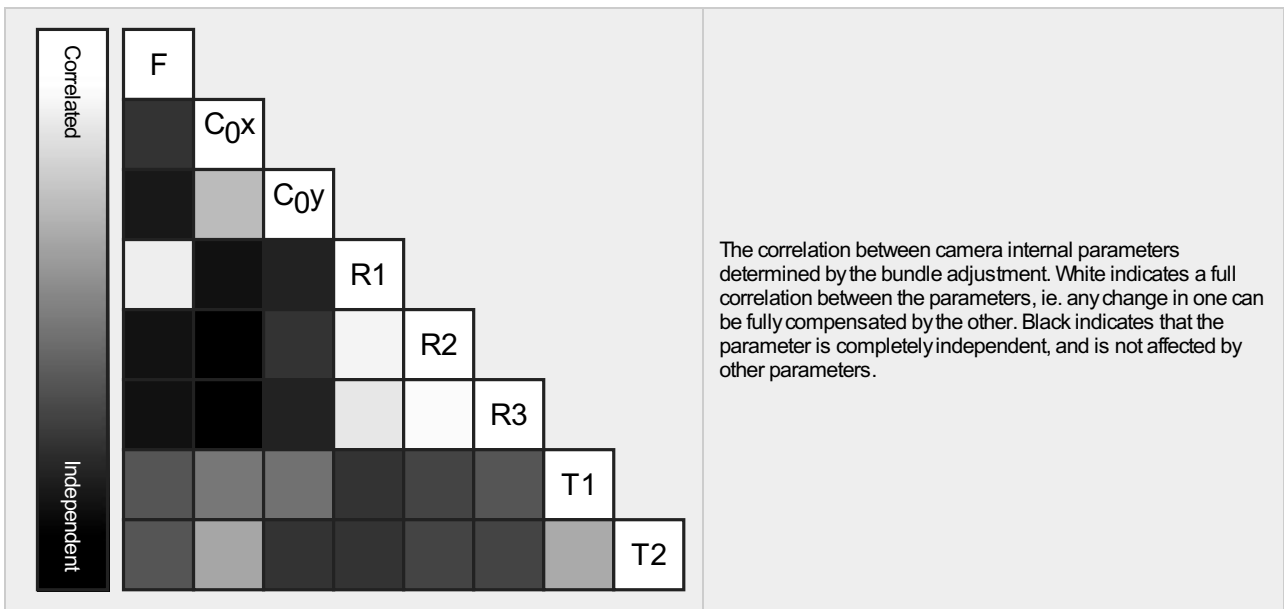 Correlated
Independent
F
C0x
C0y
R1
R2
R3
T1
T2
The correlation between camera internal parameters
determined by the bundle adjustment. White indicates a full
correlation between the parameters, ie. any change in one can
be fully compensated by the other. Black indicates that the
parameter is completely independent, and is not affected by
other parameters.